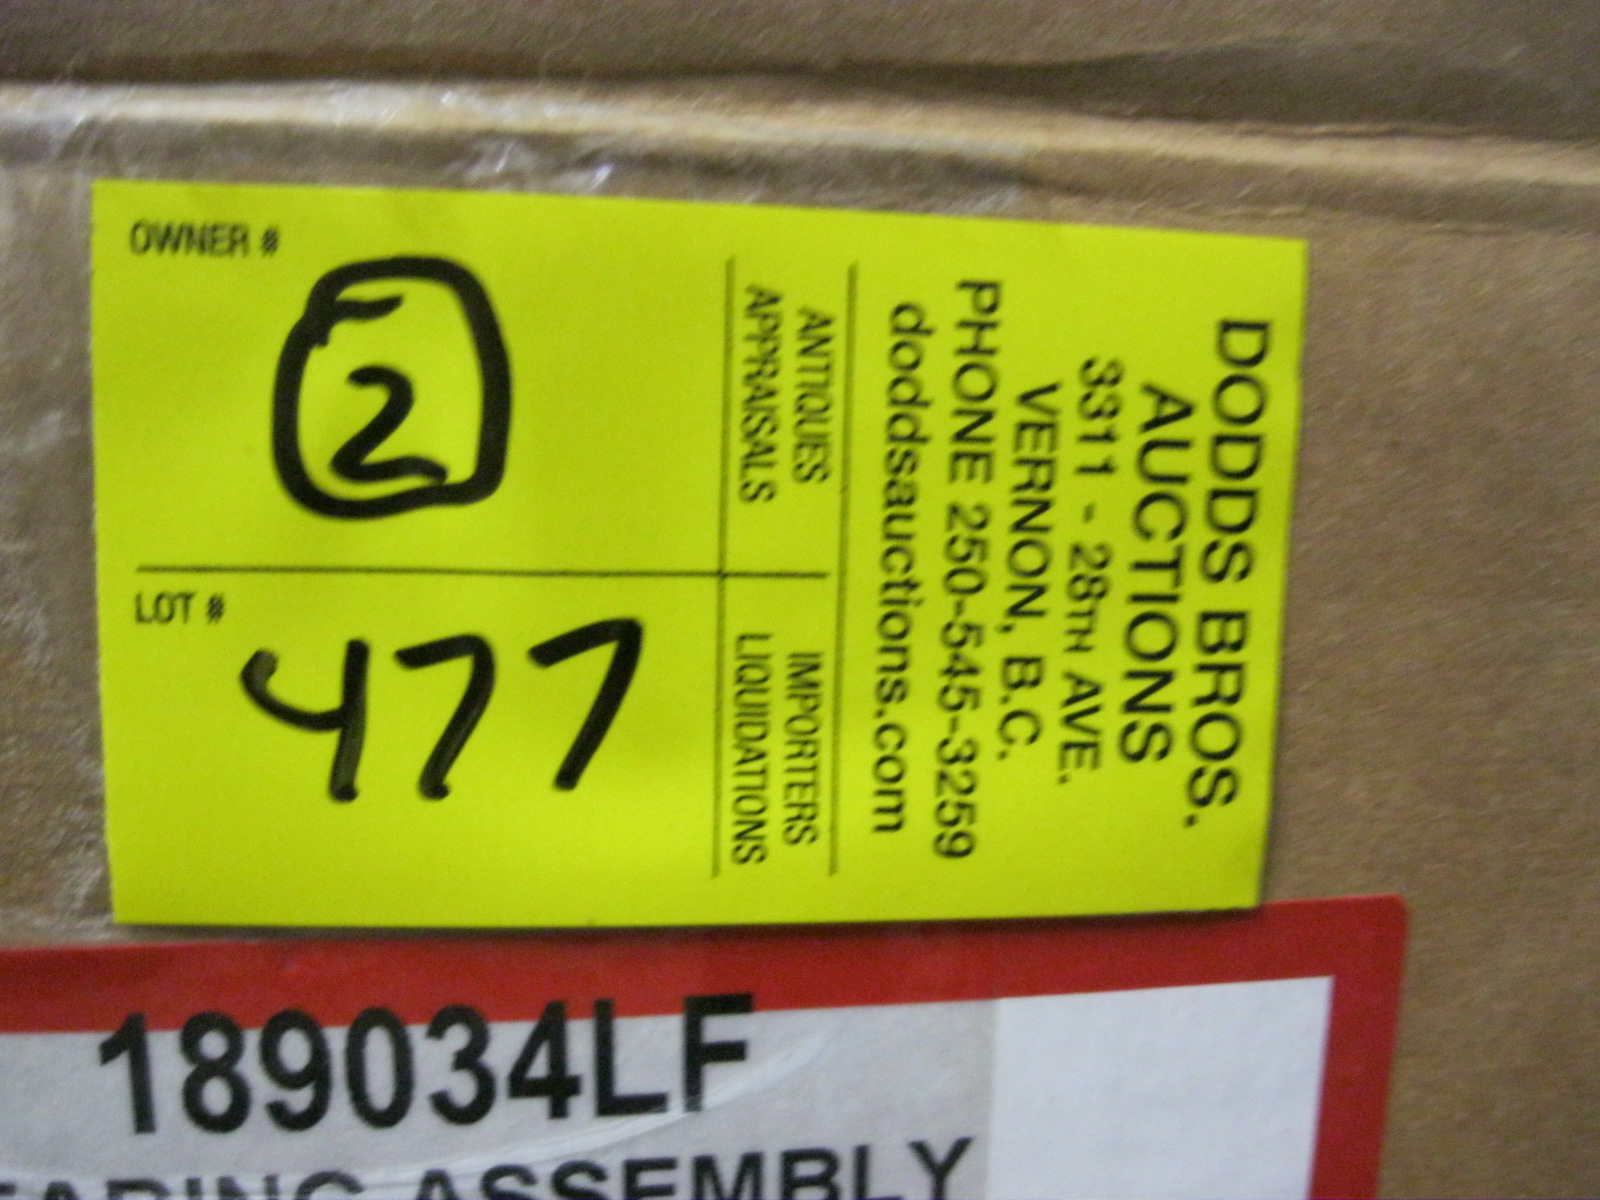 OWNER #
2
LOT #
477
DODDS BROS.
AUCTIONS
3311 - 28TH AVE.
VERNON, B.C.
PHONE 250-545-3259
doddsauctions.com
ANTIQUES
APPRAISALS
IMPORTERS
LIQUIDATIONS
189034LF
ASSEMBLY